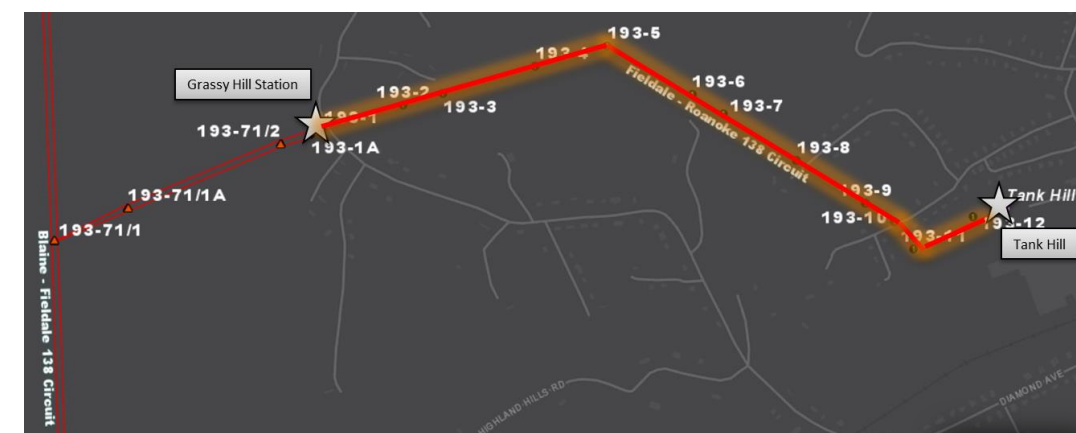 193-5
193-4
193-6
Grassy Hill Station
193-2
193-3
193-7
193-1
193-71/2
193-1A
Fieldale - Roanoke 138 Circuit
193-8
193-71/1A
193-9
Tank Hill
193-10
193-12
193-71/1
193-11
Tank Hill
Blaine - Fieldale 138 Circuit
HIGHLAND HILLS RD
DIAMOND AVE